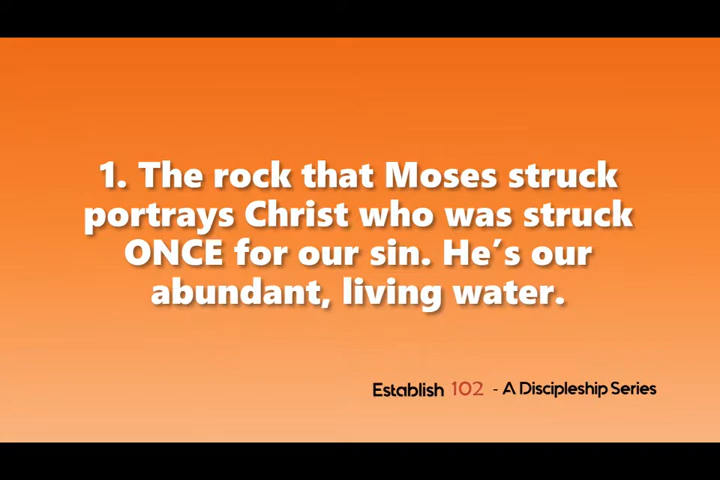 1. The rock that Moses struck
portrays Christ who was struck
ONCE for our sin. He's our
abundant, living water.
Establish 102 - A Discipleship Series